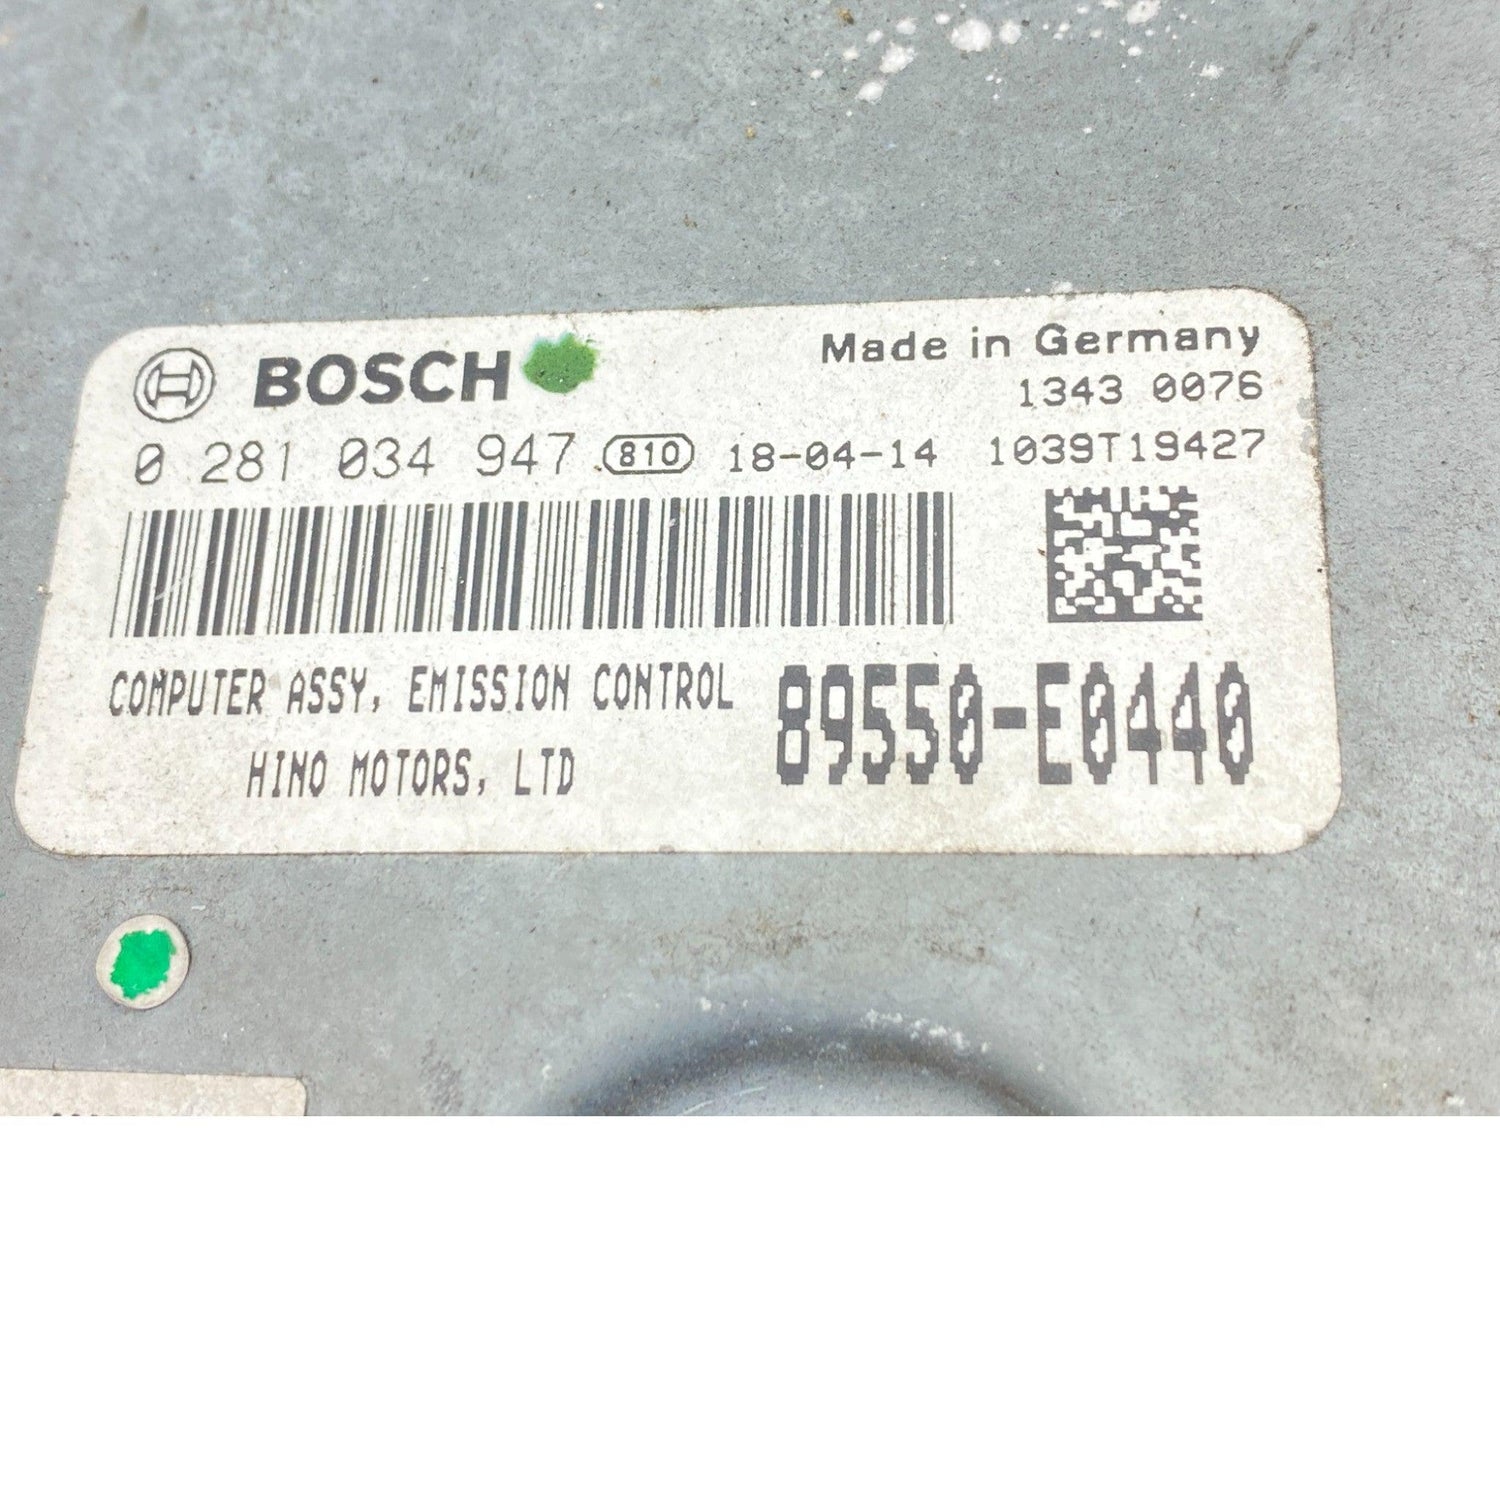 BOSCH
Made in Germany
1343 0076
0 281 034 947 810 18-04-14 1039T19427
COMPUTER ASSY, EMISSION CONTROL
HINO MOTORS, LTD
89550-E0440